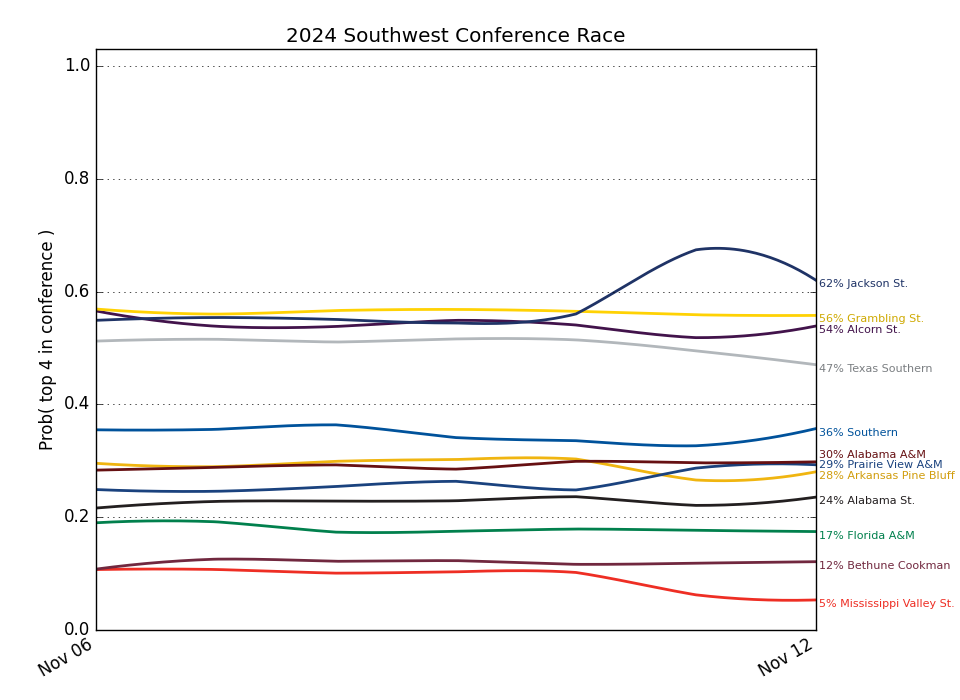 2024 Southwest Conference Race
Prob( top 4 in conference )
1.0
0.8
0.6
0.4
0.2
0.0
Nov 06
Nov 12
62% Jackson St.
56% Grambling St.
54% Alcorn St.
47% Texas Southern
36% Southern
30% Alabama A&M
29% Prairie View A&M
28% Arkansas Pine Bluff
24% Alabama St.
17% Florida A&M
12% Bethune Cookman
5% Mississippi Valley St.